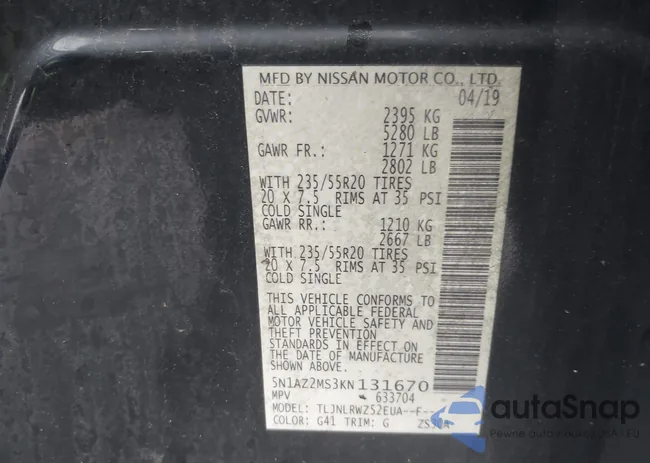 MFD BY NISSAN MOTOR CO., LTD.
DATE: 04/19
GVWR: 2395 KG
5280 LB
GAWR FR.: 1271 KG
2802 LB
WITH 235/55R20 TIRES
20 X 7.5 RIMS AT 35 PSI
COLD SINGLE
GAWR RR.: 1210 KG
2667 LB
WITH 235/55R20 TIRES
20 X 7.5 RIMS AT 35 PSI
COLD SINGLE
THIS VEHICLE CONFORMS TO
ALL APPLICABLE FEDERAL
MOTOR VEHICLE SAFETY AND
THEFT PREVENTION
STANDARDS IN EFFECT ON
THE DATE OF MANUFACTURE
SHOWN ABOVE.
5N1AZ2MS3KN131670
MPV 633704
MODEL: TLJNLRWZ52EUA--F--
COLOR: G41 TRIM: G
autoSnap